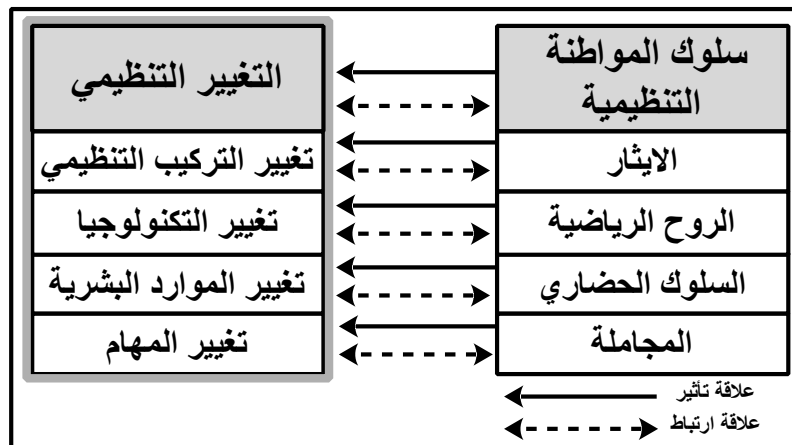 سلوك المواطنة
التنظيمية
الايثار
الروح الرياضية
السلوك الحضاري
المجاملة
التغيير التنظيمي
تغيير التركيب التنظيمي
تغيير التكنولوجيا
تغيير الموارد البشرية
تغيير المهام
علاقة تأثير
علاقة ارتباط